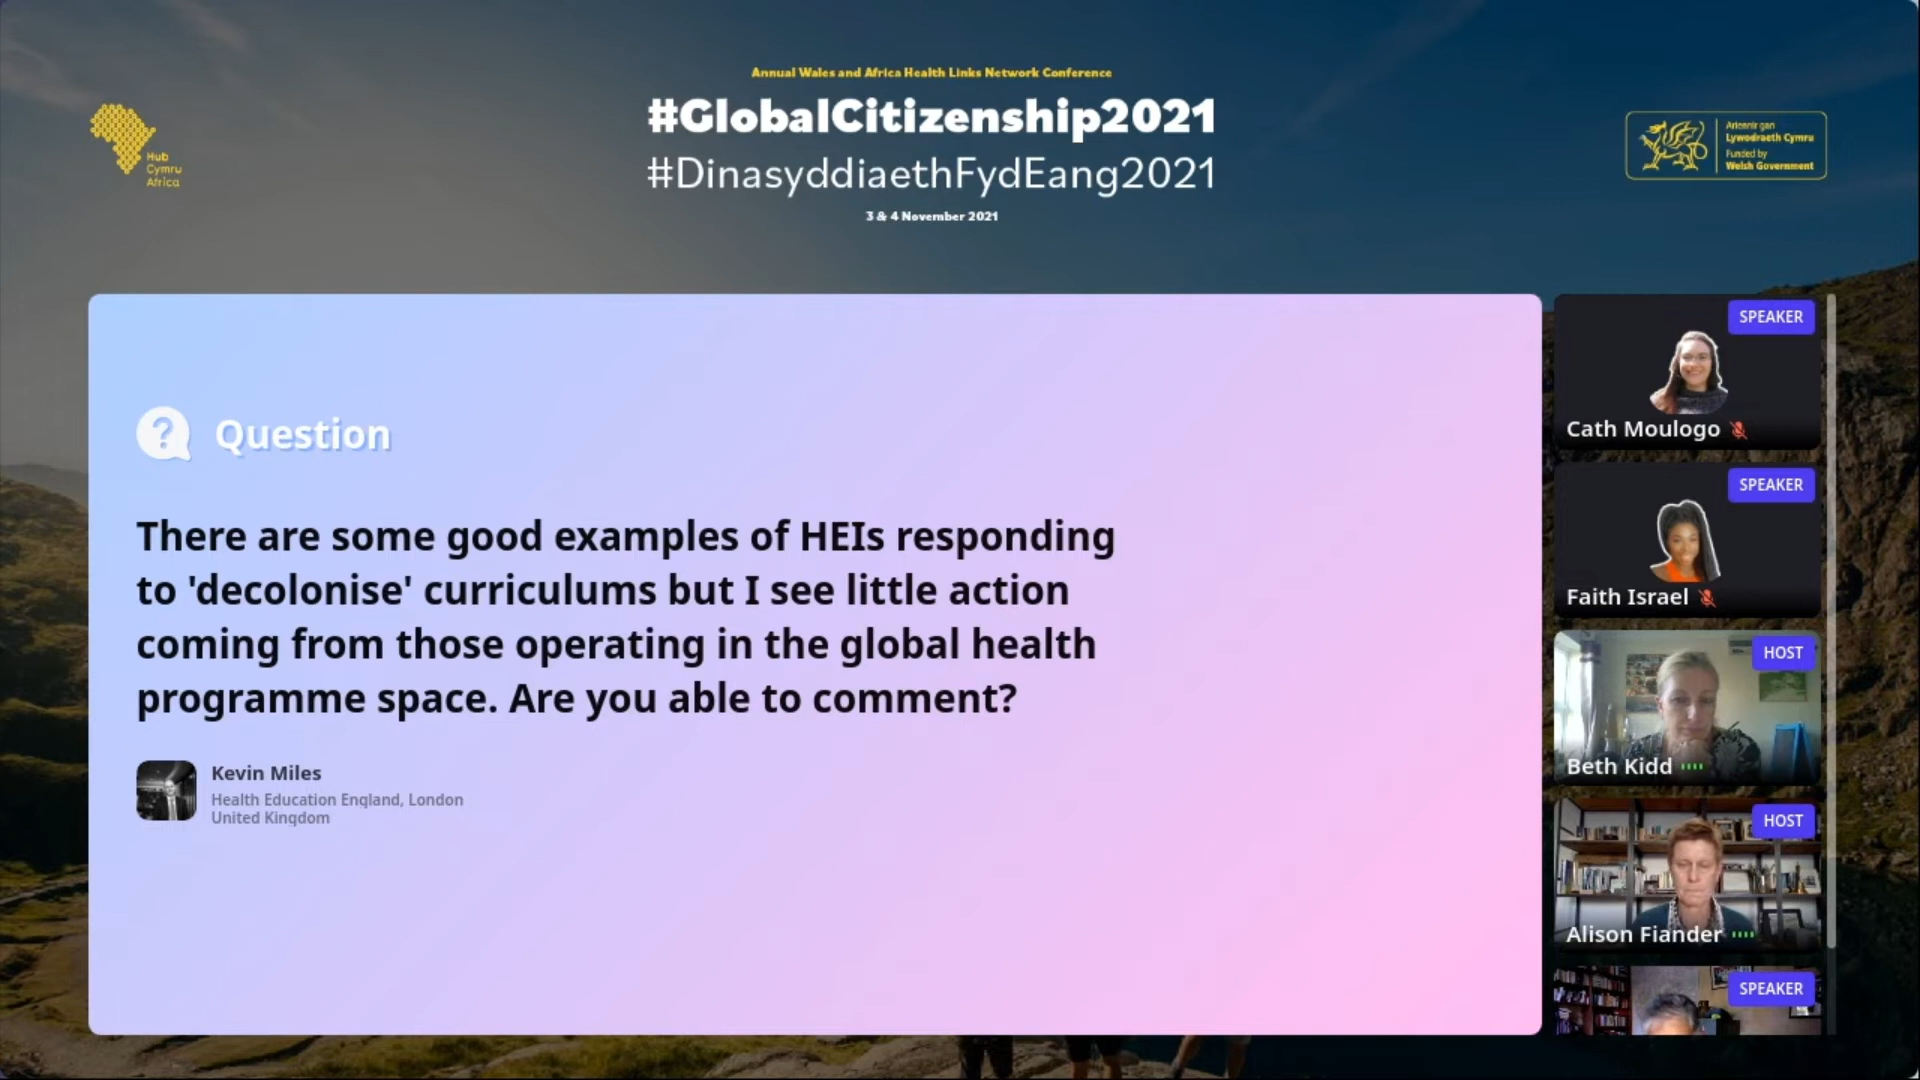 Annual Wales and Africa Health Links Network Conference
#GlobalCitizenship2021
#DinasyddiaethFydEang2021
3 & 4 November 2021
Hub
Cymru
Africa
Ariennir gan
Lywodraeth Cymru
Funded by
Welsh Government
Question
There are some good examples of HEIs responding
to 'decolonise' curriculums but I see little action
coming from those operating in the global health
programme space. Are you able to comment?
Kevin Miles
Health Education England, London
United Kingdom
SPEAKER
Cath Moulogo
SPEAKER
Faith Israel
HOST
Beth Kidd
HOST
Alison Fiander
SPEAKER